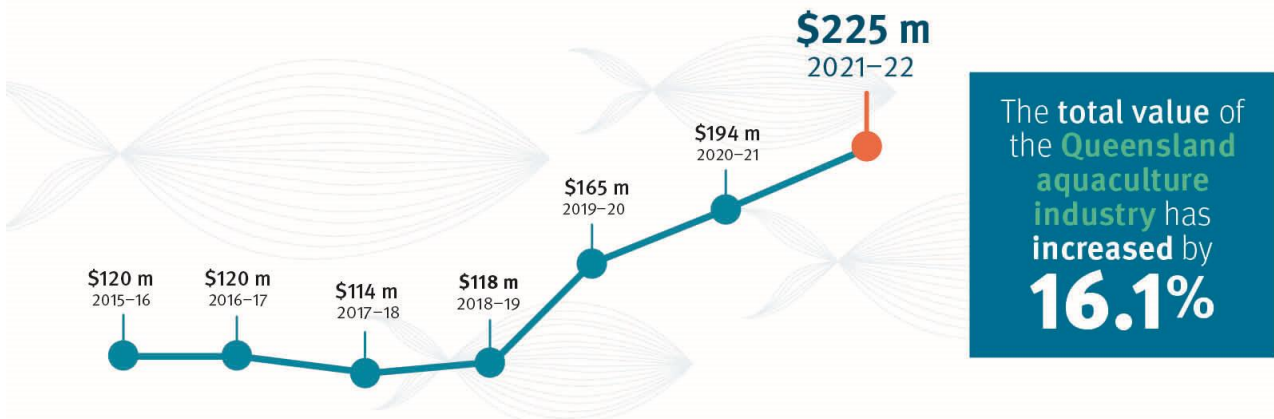 $120 m
2015–16
$120 m
2016–17
$114 m
2017–18
$118 m
2018–19
$165 m
2019–20
$194 m
2020–21
$225 m
2021–22
The total value of
the Queensland
aquaculture
industry has
increased by
16.1%